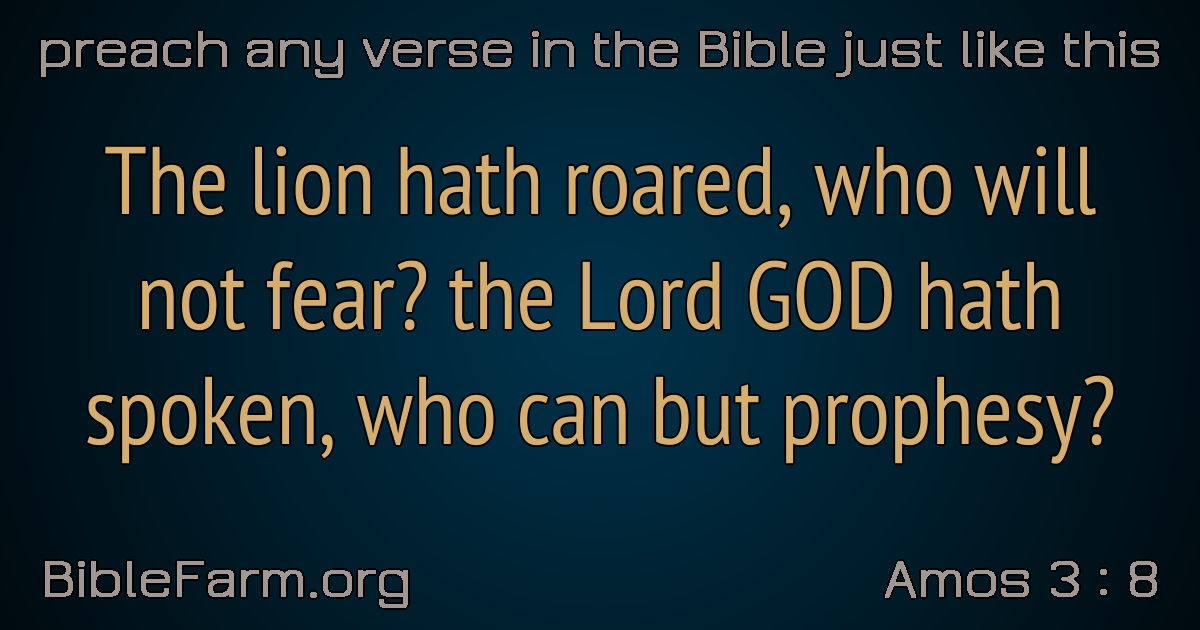 preach any verse in the Bible just like this
The lion hath roared, who will
not fear? the Lord GOD hath
spoken, who can but prophesy?
BibleFarm.org
Amos 3 : 8